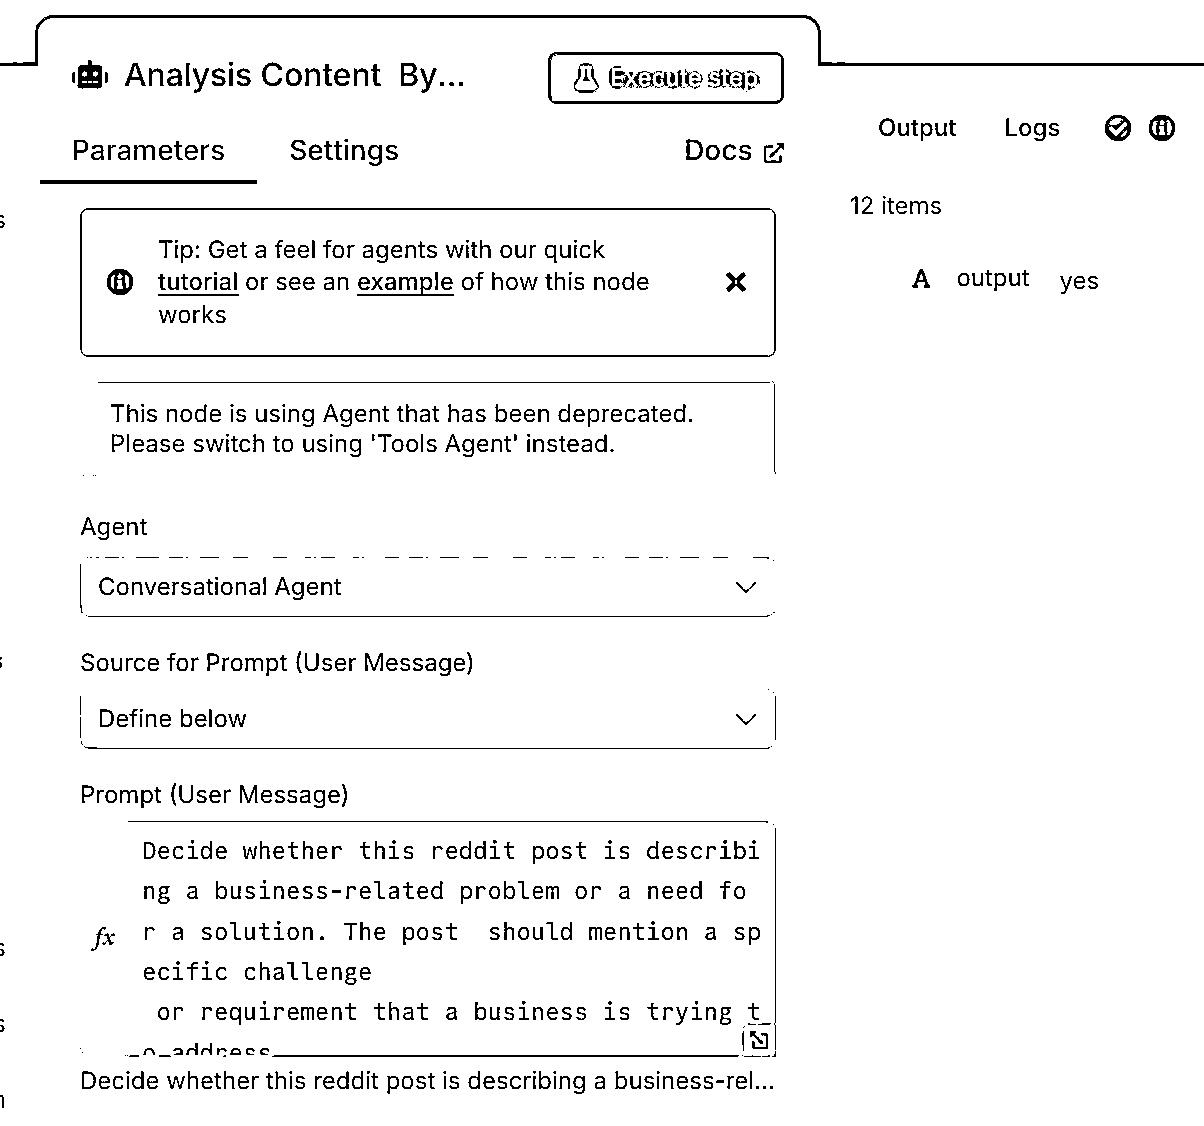 Analysis Content By...
Execute step
Parameters
Settings
Docs
Output
Logs
12 items
A output yes
Tip: Get a feel for agents with our quick
tutorial or see an example of how this node
works
This node is using Agent that has been deprecated.
Please switch to using 'Tools Agent' instead.
Agent
Conversational Agent
Source for Prompt (User Message)
Define below
Prompt (User Message)
fx
Decide whether this reddit post is describi
ng a business-related problem or a need fo
r a solution. The post  should mention a sp
ecific challenge
or requirement that a business is trying t
o address
Decide whether this reddit post is describing a business-rel...